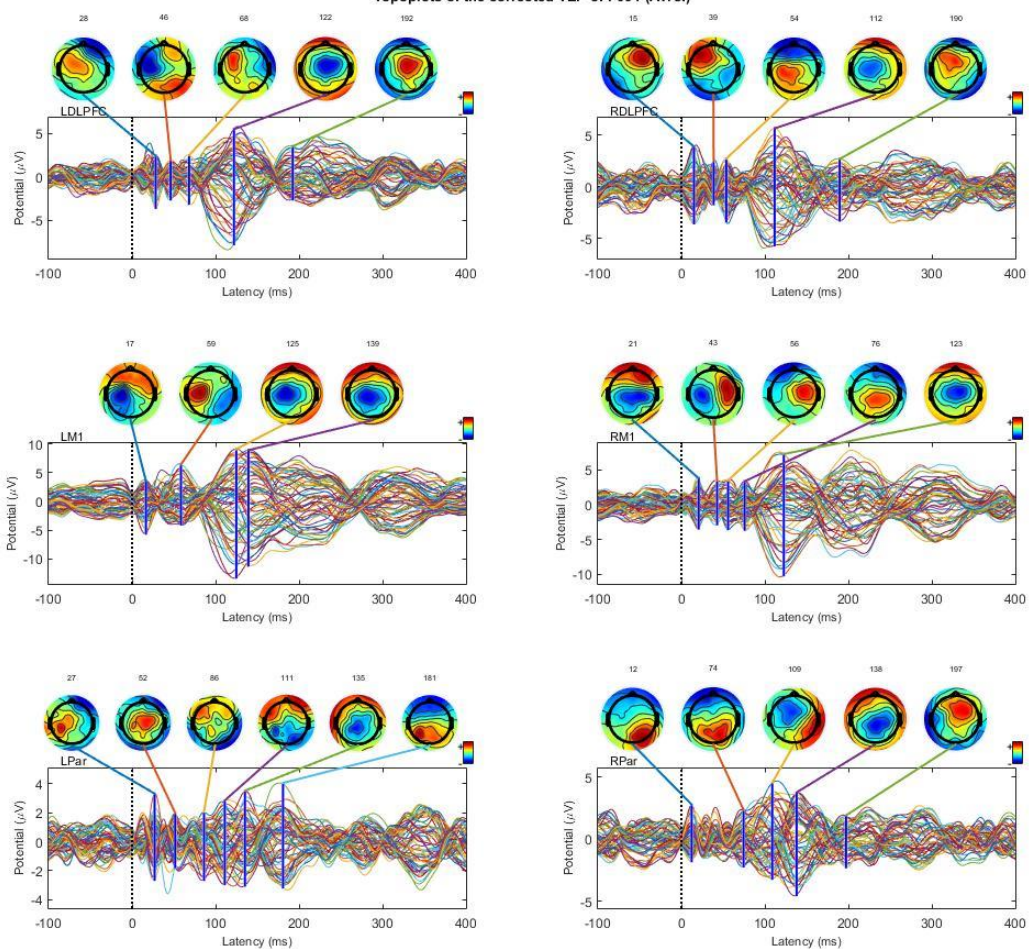 Topoplots of the corrected TEP of
28 46 68 122 192
+
-
LDLPFC
Potential (μV)
5
0
-5
-100 0 100 200 300 400
Latency (ms)
15 39 54 112 190
+
-
RDLPFC
Potential (μV)
5
0
-5
-100 0 100 200 300 400
Latency (ms)
17 59 125 139
+
-
LM1
Potential (μV)
10
5
0
-5
-10
-100 0 100 200 300 400
Latency (ms)
21 43 56 76 123
+
-
RM1
Potential (μV)
5
0
-5
-10
-100 0 100 200 300 400
Latency (ms)
27 52 86 111 135 181
+
-
LPar
Potential (μV)
4
2
0
-2
-4
-100 0 100 200 300 400
Latency (ms)
12 74 109 138 197
+
-
RPar
Potential (μV)
5
0
-5
-100 0 100 200 300 400
Latency (ms)